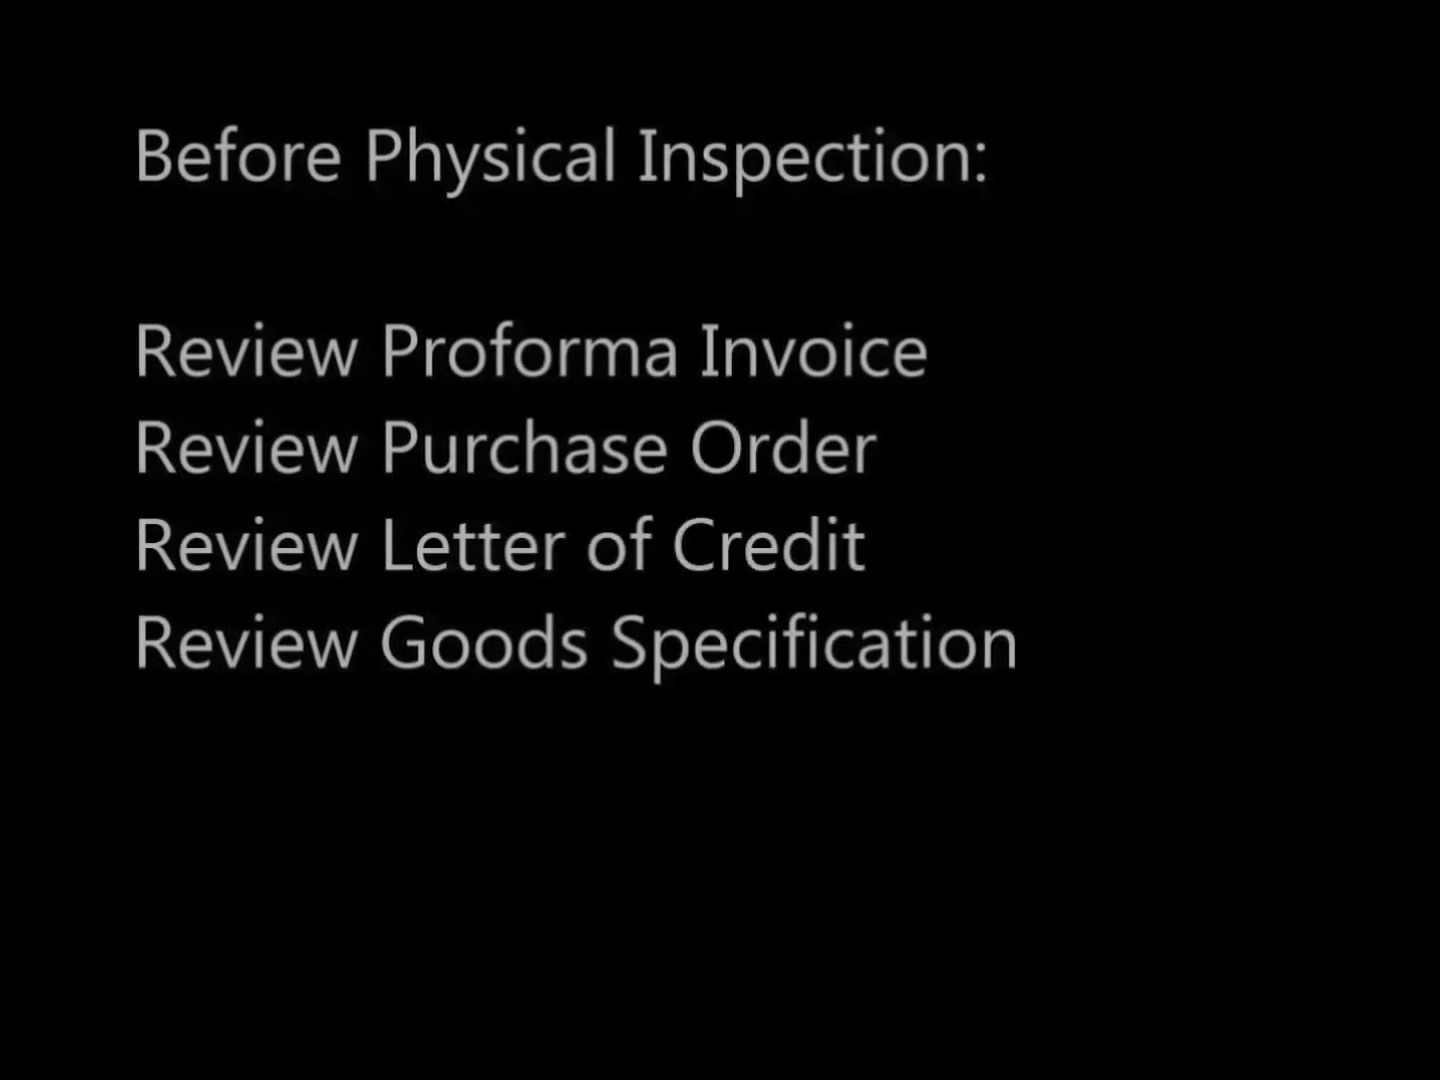 Before Physical Inspection:
Review Proforma Invoice
Review Purchase Order
Review Letter of Credit
Review Goods Specification